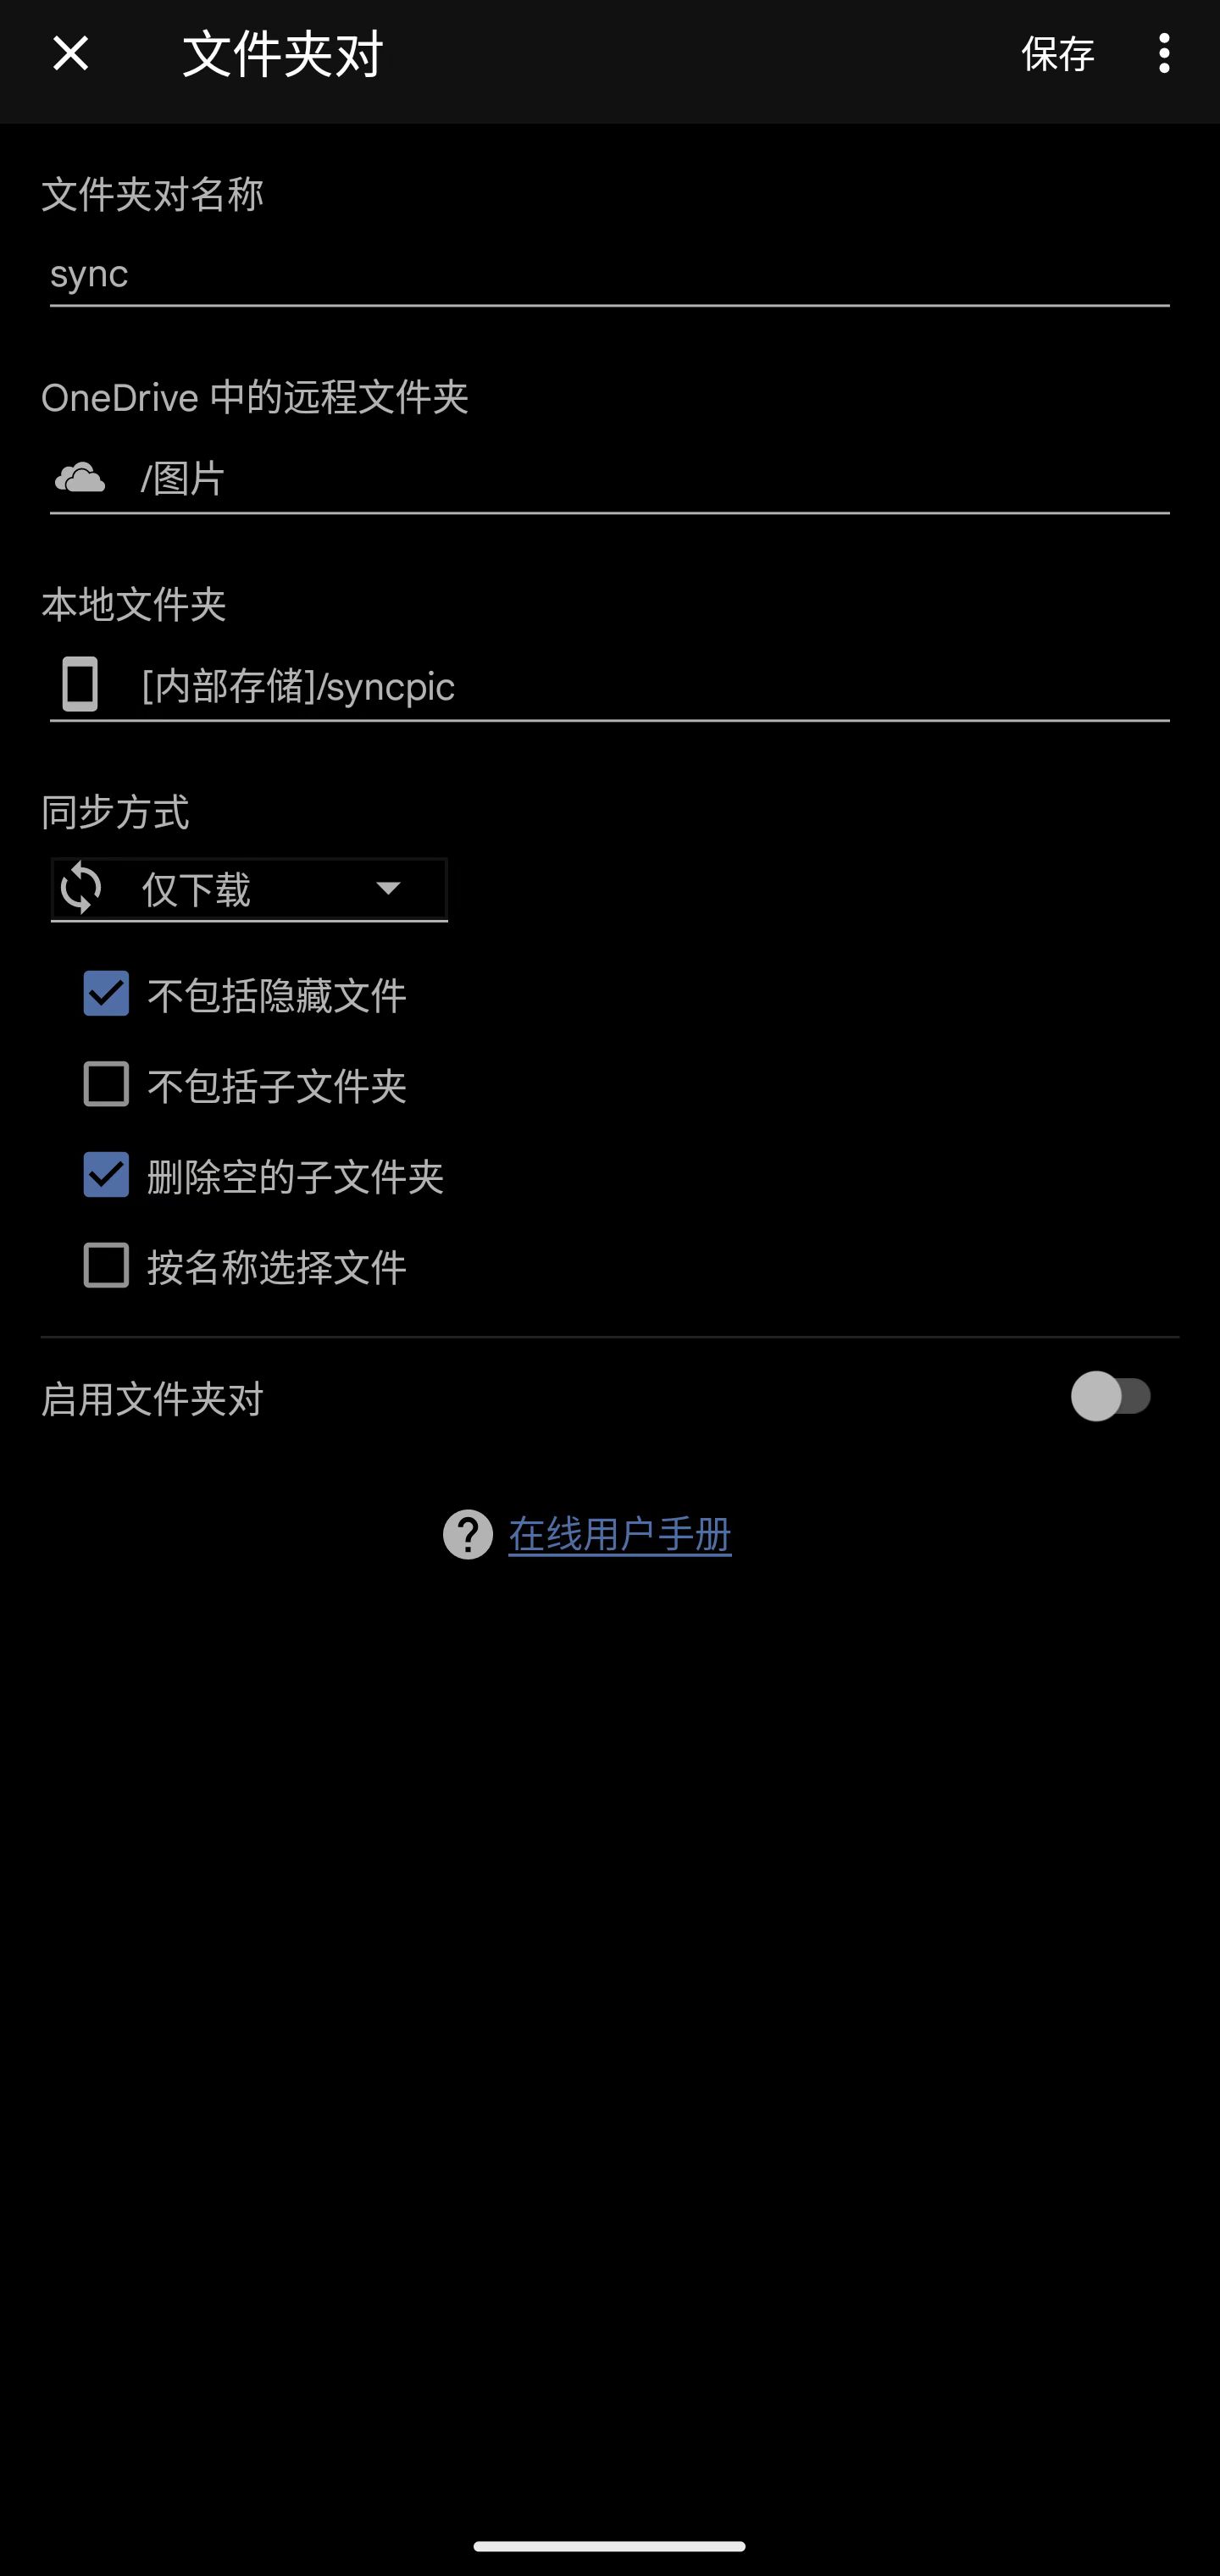 文件夹对
保存
文件夹对名称
sync
OneDrive 中的远程文件夹
/图片
本地文件夹
[内部存储]/syncpic
同步方式
仅下载
不包括隐藏文件
不包括子文件夹
删除空的子文件夹
按名称选择文件
启用文件夹对
在线用户手册